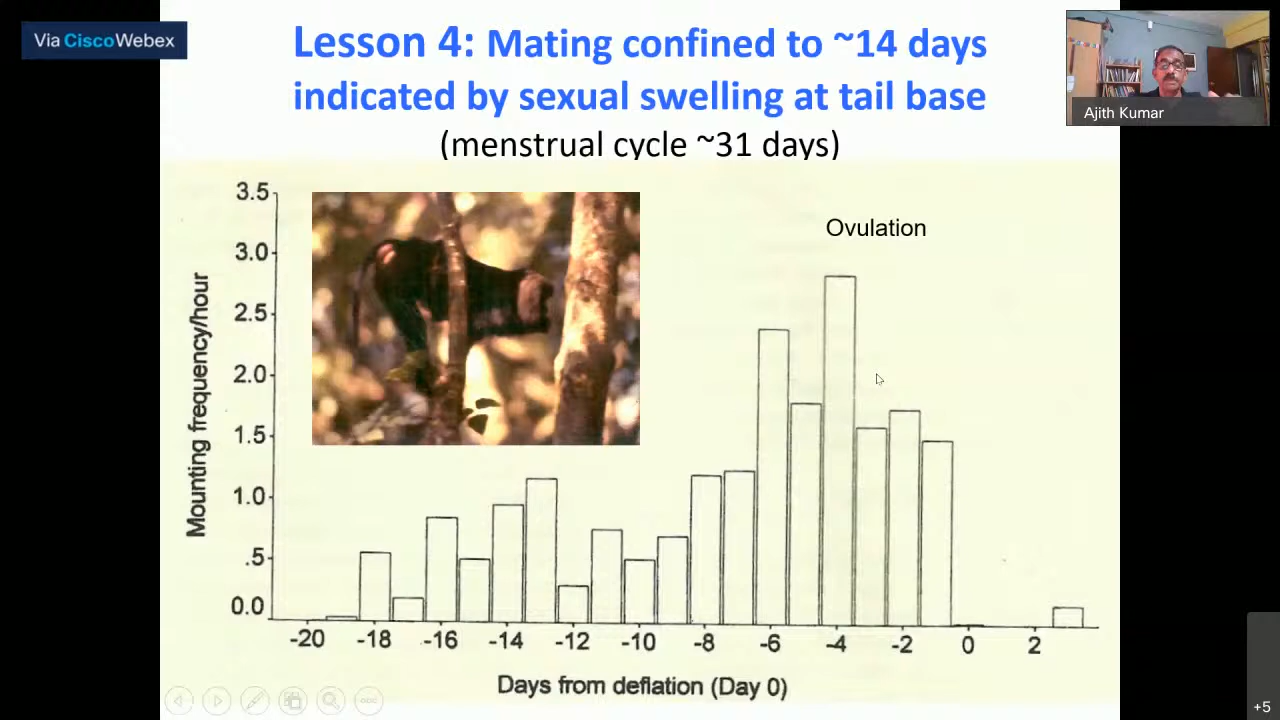 Via CiscoWebex
Lesson 4: Mating confined to ~14 days
indicated by sexual swelling at tail base
(menstrual cycle ~31 days)
Ajith Kumar
Ovulation
Mounting frequency/hour
3.5
3.0
2.5
2.0
1.5
1.0
.5
0.0
-20 -18 -16 -14 -12 -10 -8 -6 -4 -2 0 2
Days from deflation (Day 0)
+5